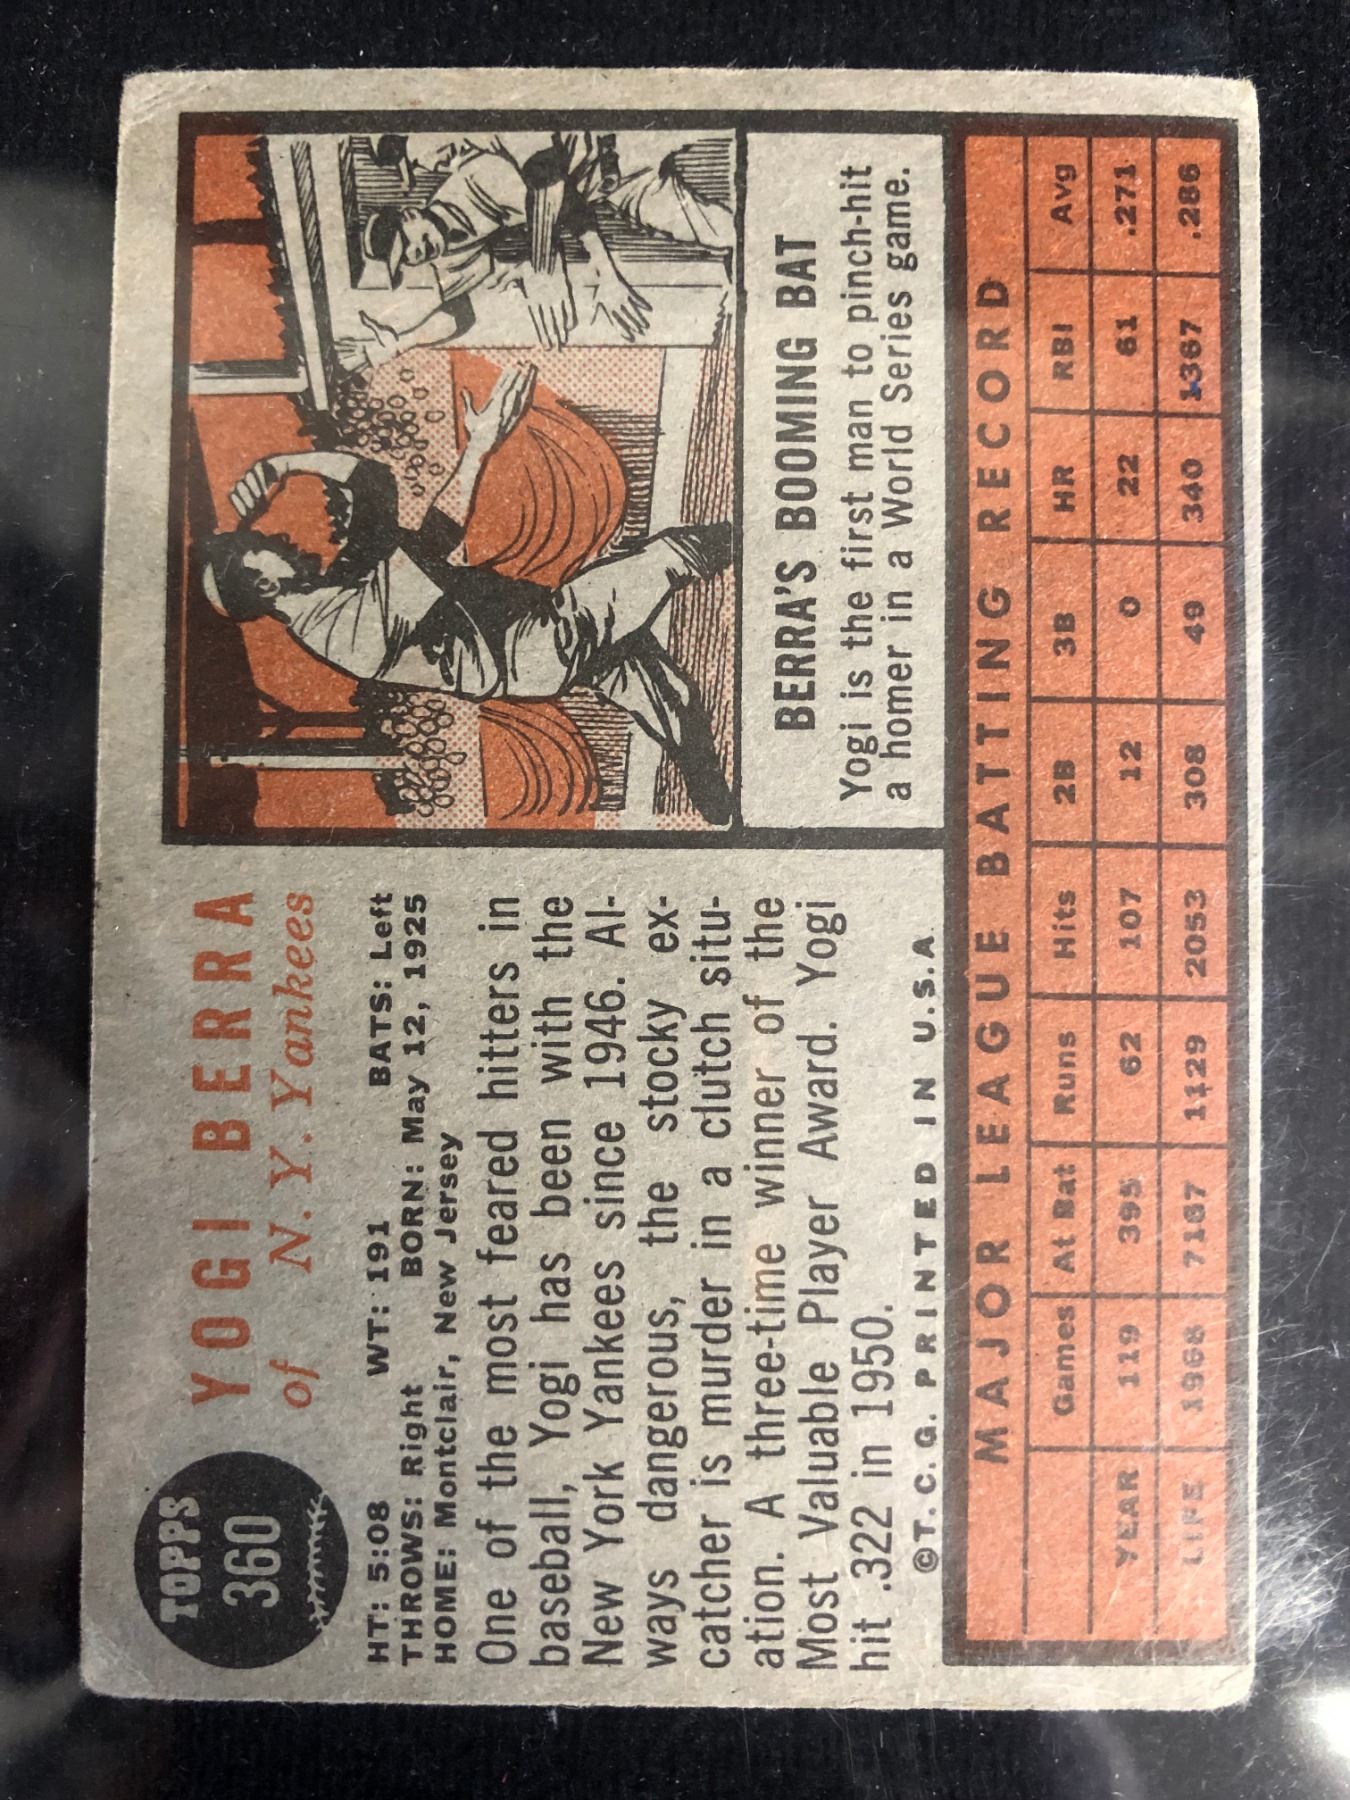 TOPPS
360
YOGI BERRA
of N. Y. Yankees
HT: 5:08 WT: 191 BATS: Left
THROWS: Right BORN: May 12, 1925
HOME: Montclair, New Jersey
One of the most feared hitters in
baseball, Yogi has been with the
New York Yankees since 1946. Al-
ways dangerous, the stocky ex-
catcher is murder in a clutch situ-
ation. A three-time winner of the
Most Valuable Player Award. Yogi
hit .322 in 1950.
©T. C. G. PRINTED IN U.S.A
BERRA'S BOOMING BAT
Yogi is the first man to pinch-hit
a homer in a World Series game.
MAJOR LEAGUE BATTING RECORD
Games At Bat Runs Hits 2B 3B HR RBI Avg
YEAR 119 395 62 107 12 0 22 61 .271
LIFE 1968 7167 1129 2053 308 49 340 1367 .286